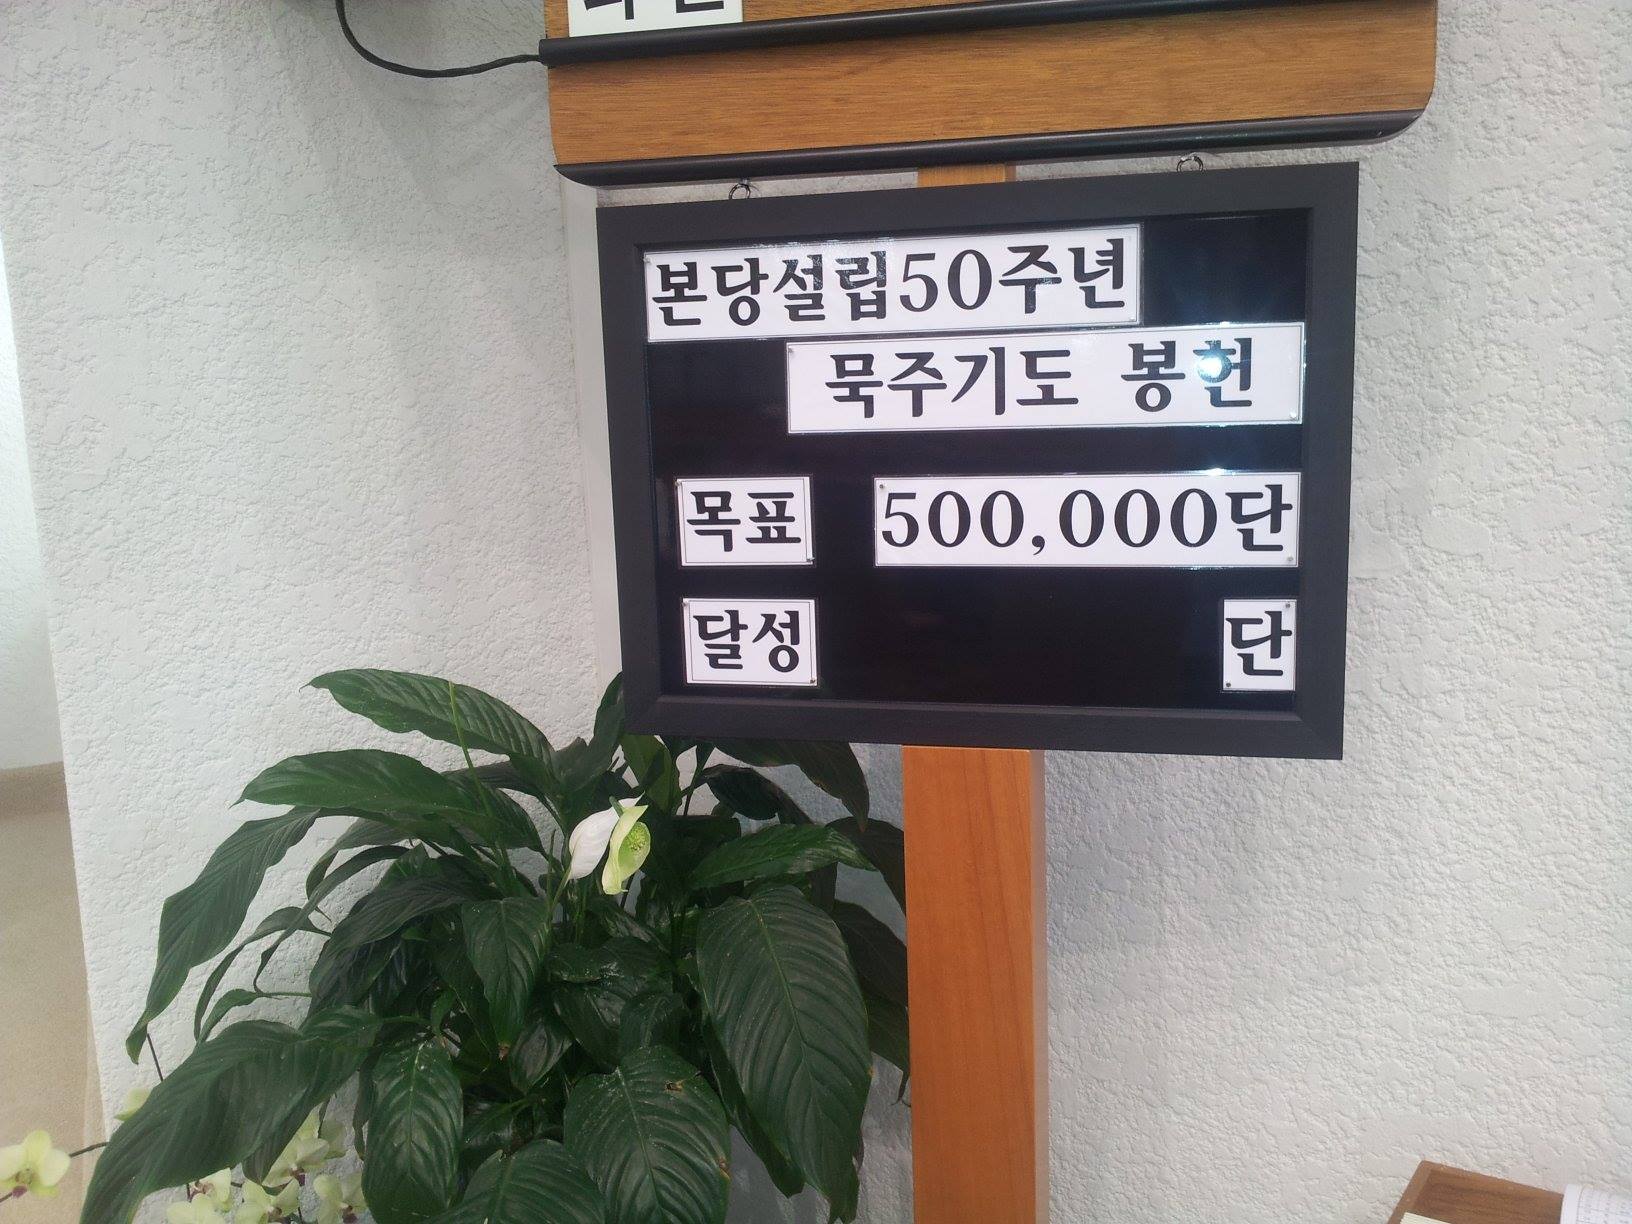 본당설립50주년
묵주기도 봉헌
목표 500,000단
달성 단